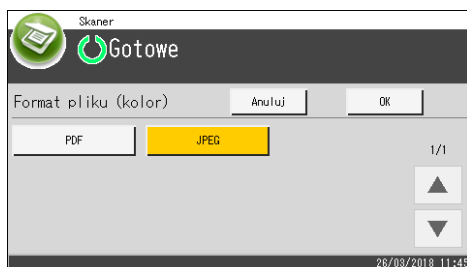 Skaner
Gotowe
Format pliku (kolor) Anuluj OK
PDF JPEG
1/1
26/03/2018 11:45